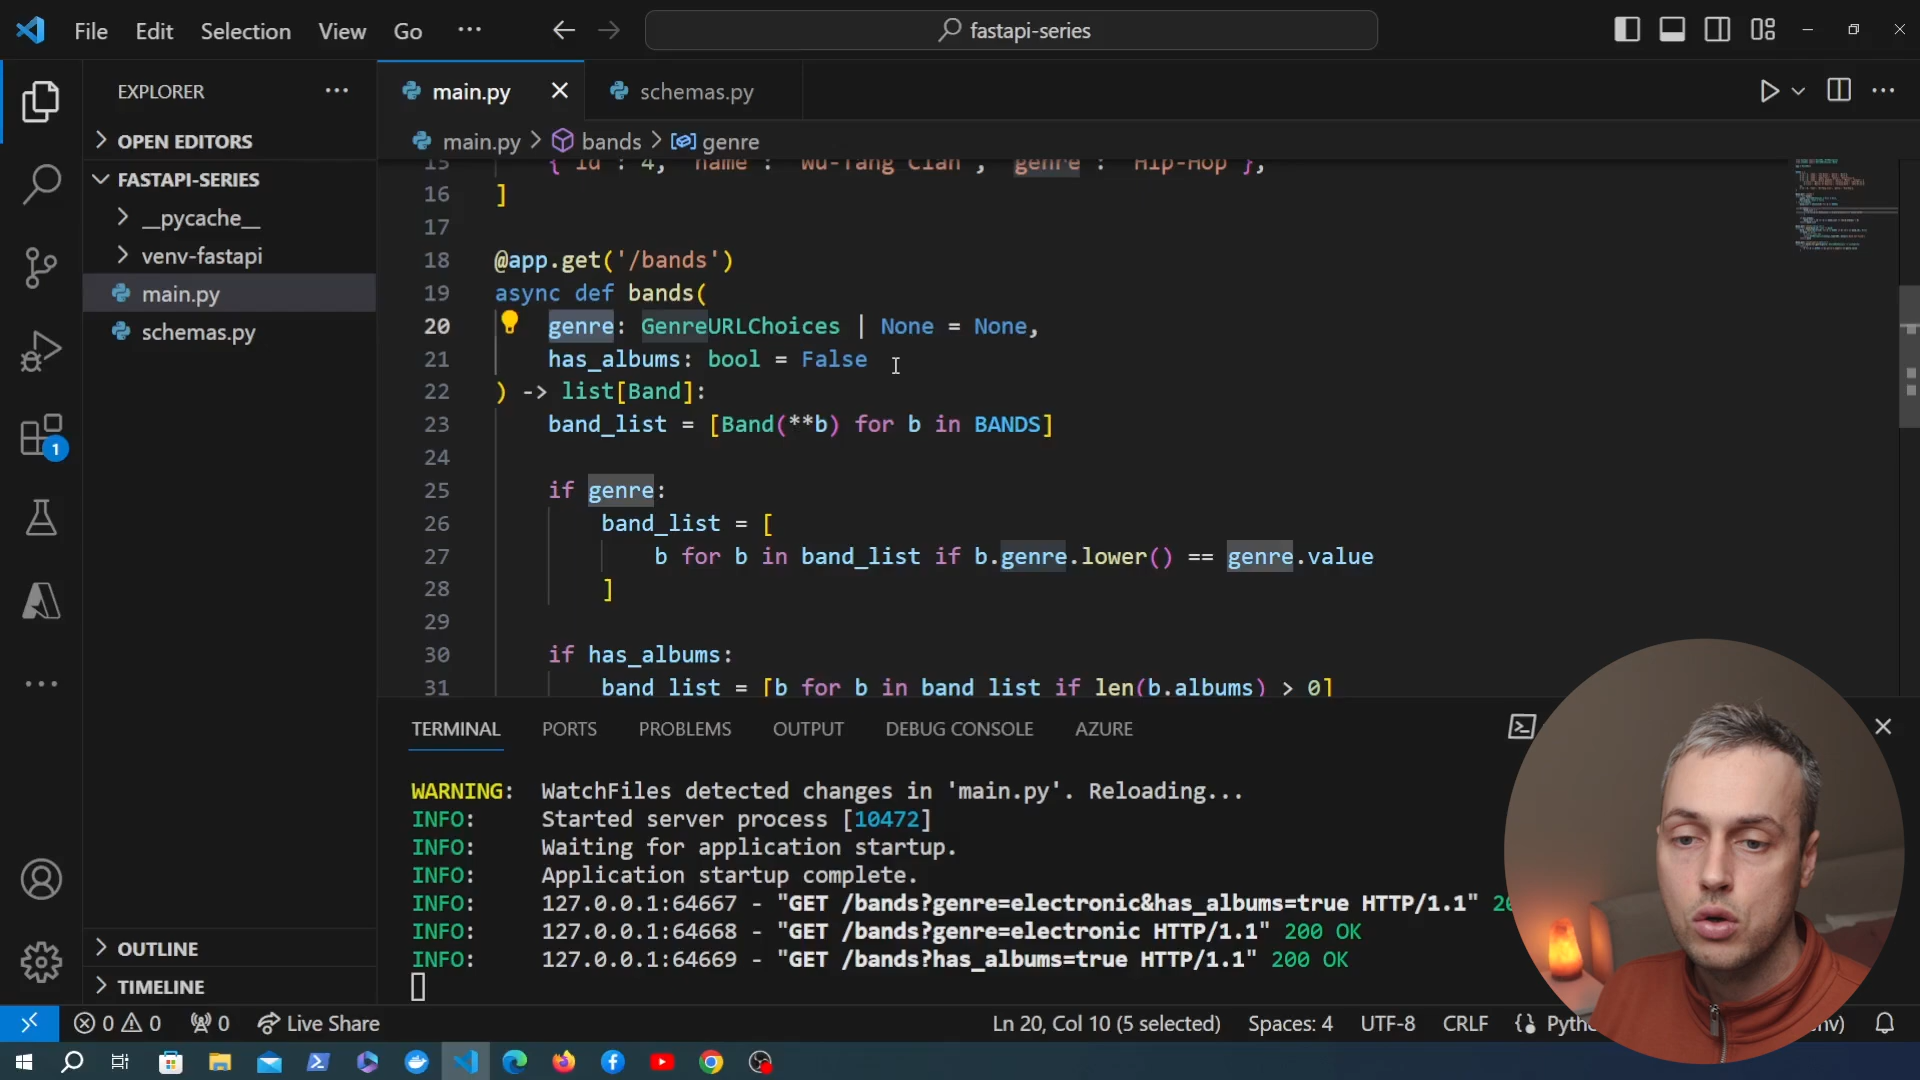 File Edit Selection View Go ··· fastapi-series
EXPLORER ···
OPEN EDITORS
FASTAPI-SERIES
__pycache__
venv-fastapi
main.py
schemas.py
OUTLINE
TIMELINE
main.py schemas.py
main.py > bands > genre
15 {'id': 4, 'name': 'Wu-Tang Clan', 'genre': 'Hip-Hop'},
16 ]
17
18 @app.get('/bands')
19 async def bands(
20 genre: GenreURLChoices | None = None,
21 has_albums: bool = False
22 ) -> list[Band]:
23 band_list = [Band(**b) for b in BANDS]
24
25 if genre:
26 band_list = [
27 b for b in band_list if b.genre.lower() == genre.value
28 ]
29
30 if has_albums:
31 band_list = [b for b in band_list if len(b.albums) > 0]
TERMINAL PORTS PROBLEMS OUTPUT DEBUG CONSOLE AZURE
WARNING: WatchFiles detected changes in 'main.py'. Reloading...
INFO: Started server process [10472]
INFO: Waiting for application startup.
INFO: Application startup complete.
INFO: 127.0.0.1:64667 - "GET /bands?genre=electronic&has_albums=true HTTP/1.1"
INFO: 127.0.0.1:64668 - "GET /bands?genre=electronic HTTP/1.1" 200 OK
INFO: 127.0.0.1:64669 - "GET /bands?has_albums=true HTTP/1.1" 200 OK
1
0 0 0 Live Share Ln 20, Col 10 (5 selected) Spaces: 4 UTF-8 CRLF